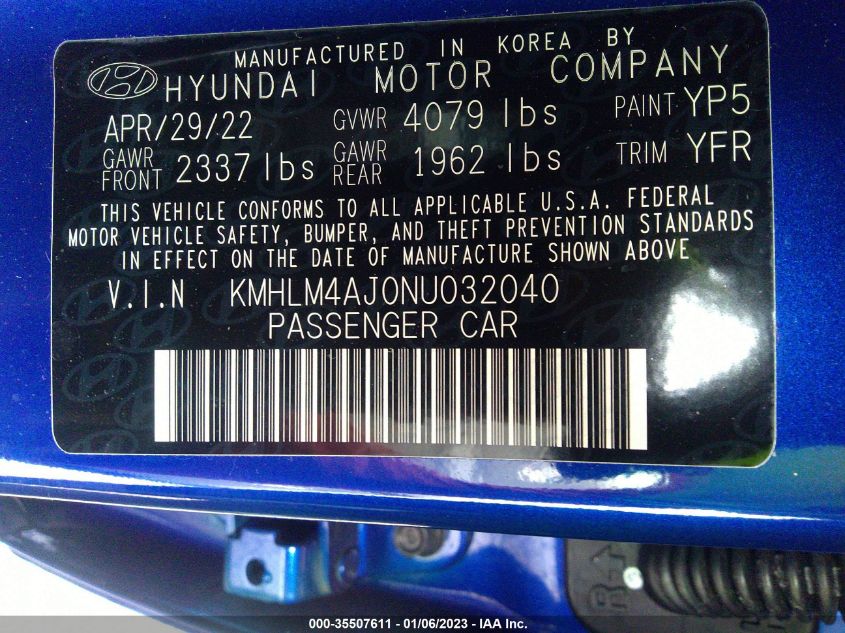 MANUFACTURED IN KOREA BY
HYUNDAI MOTOR COMPANY
APR/29/22 GVWR 4079 lbs PAINT YP5
GAWR FRONT 2337 lbs GAWR REAR 1962 lbs TRIM YFR
THIS VEHICLE CONFORMS TO ALL APPLICABLE U.S.A. FEDERAL
MOTOR VEHICLE SAFETY, BUMPER, AND THEFT PREVENTION STANDARDS
IN EFFECT ON THE DATE OF MANUFACTURE SHOWN ABOVE
V.I.N KMHLM4AJ0NU032040
PASSENGER CAR
000-35507611 - 01/06/2023 - IAA Inc.